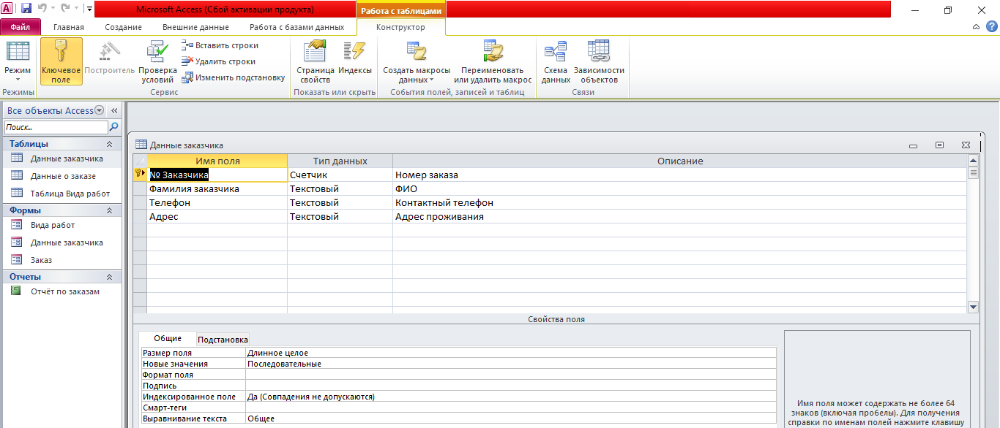 Microsoft Access (Сбой активации продукта)
Работа с таблицами
Файл
Главная
Создание
Внешние данные
Работа с базами данных
Конструктор
Режим
Режимы
Ключевое
поле
Построитель
Проверка
условий
Вставить строки
Удалить строки
Изменить подстановку
Сервис
Страница
свойств
Индексы
Показать или скрыть
Создать макросы
данных
Переименовать
или удалить макрос
События полей, записей и таблиц
Схема
данных
Зависимости
объектов
Связи
Все объекты Access
Поиск...
Таблицы
Данные заказчика
Данные о заказе
Таблица Вида работ
Формы
Вида работ
Данные заказчика
Заказ
Отчеты
Отчёт по заказам
Данные заказчика
Имя поля Тип данных Описание
№ Заказчика Счетчик Номер заказа
Фамилия заказчика Текстовый ФИО
Телефон Текстовый Контактный телефон
Адрес Текстовый Адрес проживания
Свойства поля
Общие Подстановка
Размер поля Длинное целое
Новые значения Последовательные
Формат поля
Подпись
Индексированное поле Да (Совпадения не допускаются)
Смарт-теги
Выравнивание текста Общее
Имя поля может содержать не более 64
знаков (включая пробелы). Для получения
справки по именам полей нажмите клавишу